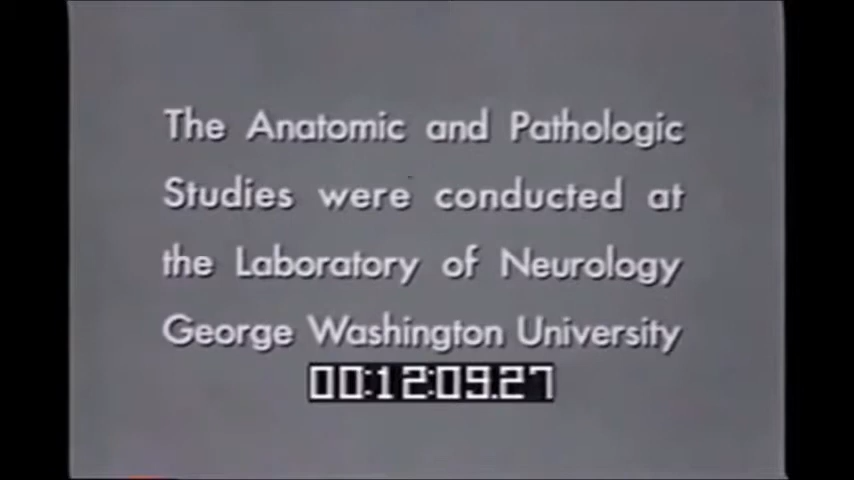 The Anatomic and Pathologic
Studies were conducted at
the Laboratory of Neurology
George Washington University
00:12:09.27